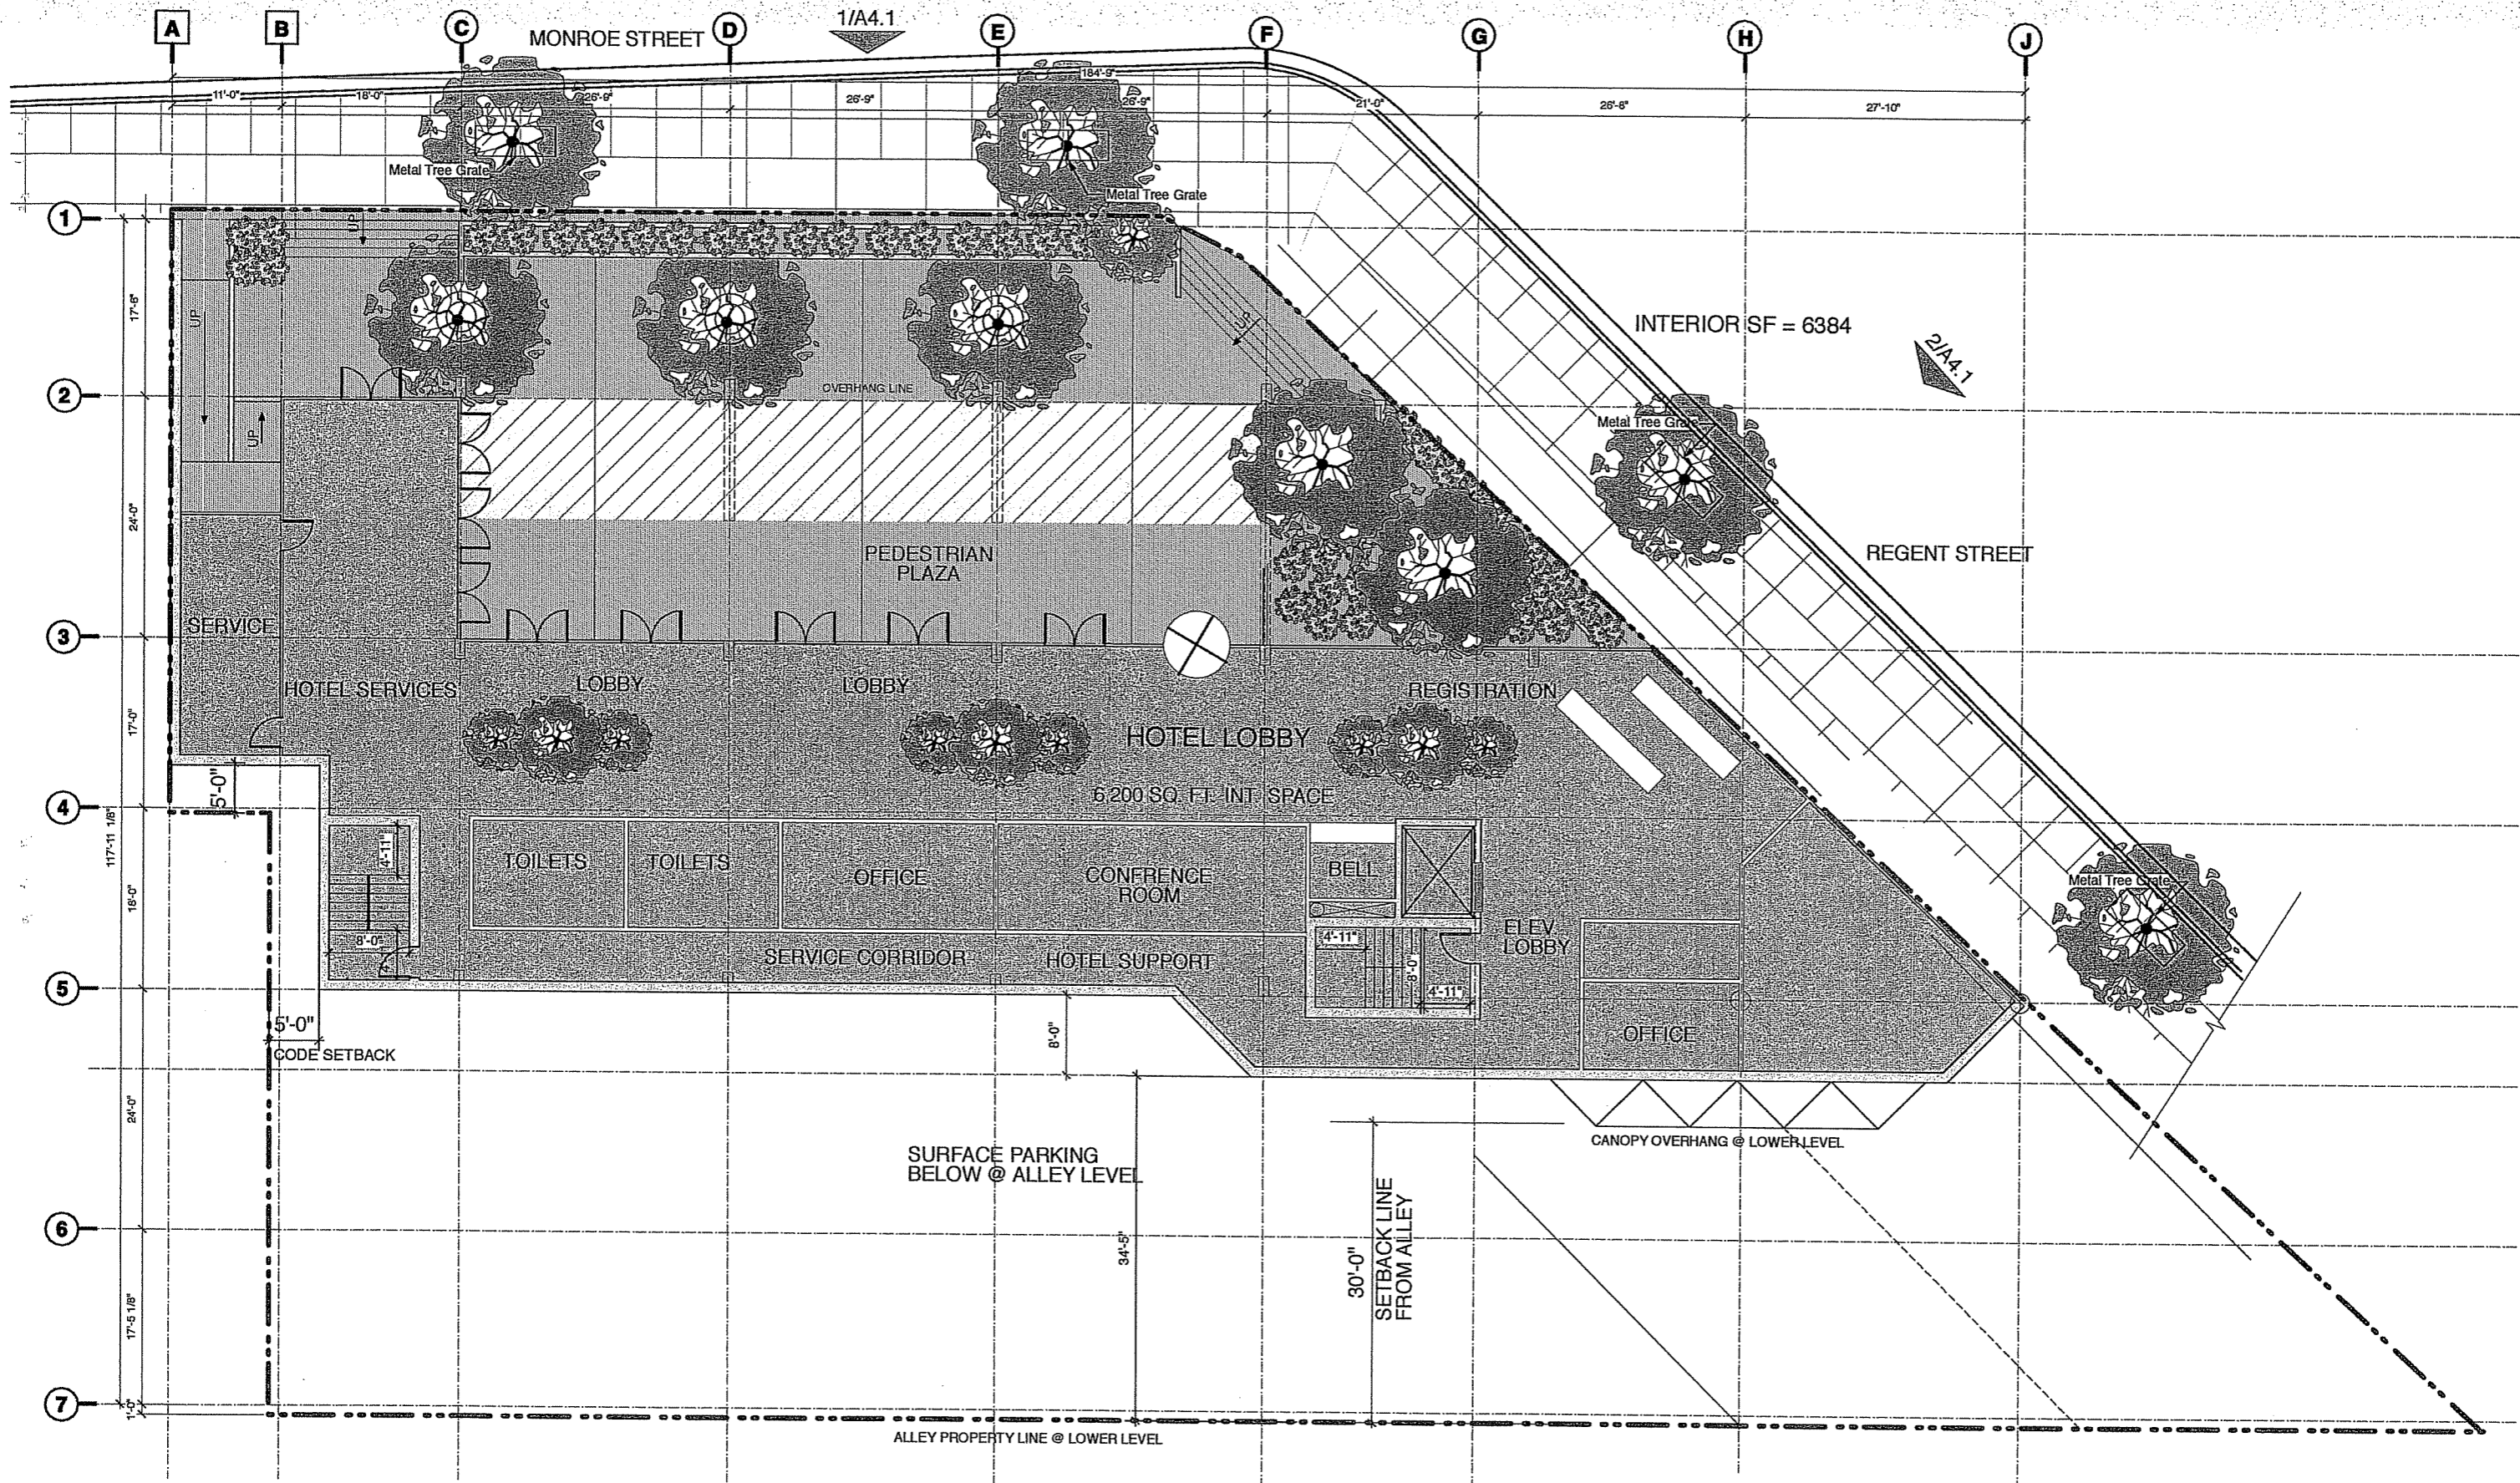 A
B
C
D
E
F
G
H
J
1/A4.1
MONROE STREET
184'-9"
11'-0"
18'-0"
26'-9"
26'-9"
26'-9"
21'-0"
26'-8"
27'-10"
Metal Tree Grate
Metal Tree Grate
1
UP
UP
UP
UP
17'-6"
INTERIOR SF = 6384
2/A4.1
2
OVERHANG LINE
Metal Tree Grate
24'-0"
PEDESTRIAN
PLAZA
REGENT STREET
3
SERVICE
HOTEL SERVICES
LOBBY
LOBBY
REGISTRATION
17'-0"
HOTEL LOBBY
5'-0"
6,200 SQ. FT. INT. SPACE
4
117'-11 1/8"
4'-11"
TOILETS
TOILETS
OFFICE
CONFRENCE
ROOM
BELL
Metal Tree Grate
18'-0"
8'-0"
SERVICE CORRIDOR
HOTEL SUPPORT
4'-11"
8'-0"
4'-11"
ELEV.
LOBBY
5
5'-0"
CODE SETBACK
8'-0"
OFFICE
24'-0"
SURFACE PARKING
BELOW @ ALLEY LEVEL
CANOPY OVERHANG @ LOWER LEVEL
6
34'-5"
30'-0"
SETBACK LINE
FROM ALLEY
17'-5 1/8"
7
1'-0"
ALLEY PROPERTY LINE @ LOWER LEVEL